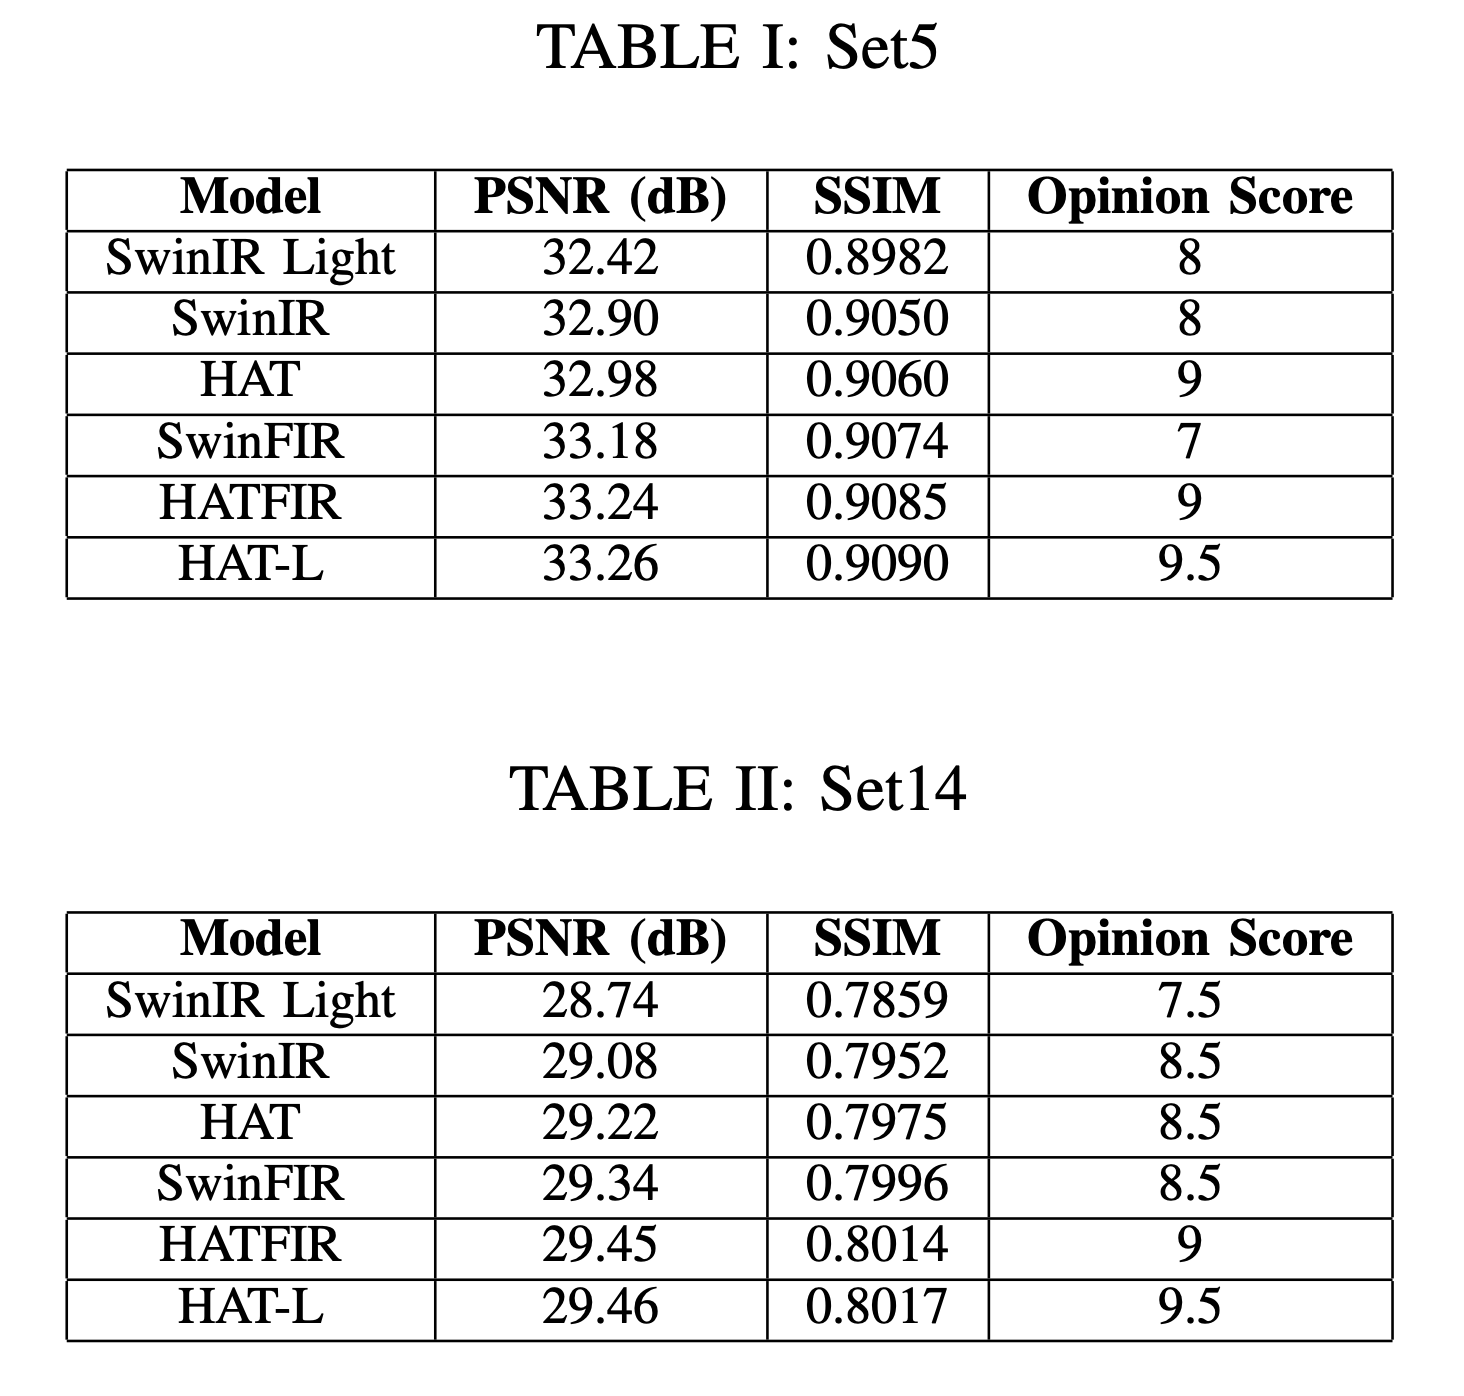 TABLE I: Set5
Model PSNR (dB) SSIM Opinion Score
SwinIR Light 32.42 0.8982 8
SwinIR 32.90 0.9050 8
HAT 32.98 0.9060 9
SwinFIR 33.18 0.9074 7
HATFIR 33.24 0.9085 9
HAT-L 33.26 0.9090 9.5
TABLE II: Set14
Model PSNR (dB) SSIM Opinion Score
SwinIR Light 28.74 0.7859 7.5
SwinIR 29.08 0.7952 8.5
HAT 29.22 0.7975 8.5
SwinFIR 29.34 0.7996 8.5
HATFIR 29.45 0.8014 9
HAT-L 29.46 0.8017 9.5